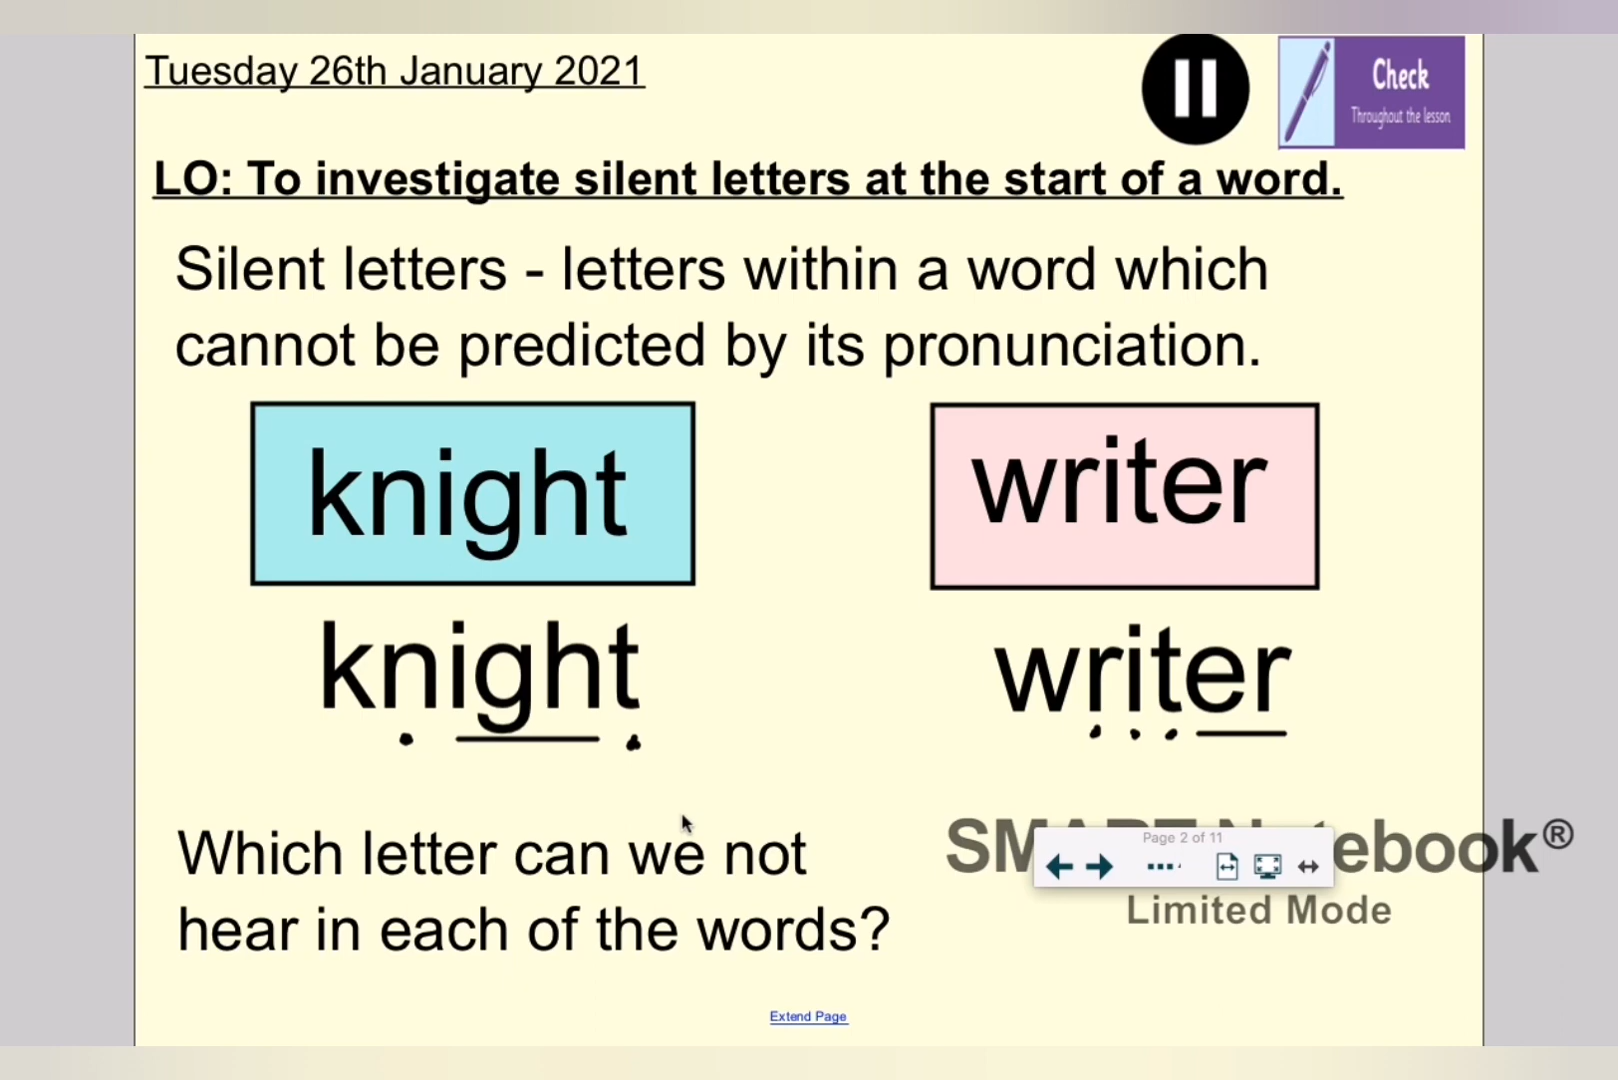 Tuesday 26th January 2021
Check
Throughout the lesson
LO: To investigate silent letters at the start of a word.
Silent letters - letters within a word which
cannot be predicted by its pronunciation.
knight
writer
knight
writer
Which letter can we not
hear in each of the words?
Page 2 of 11
Limited Mode
Extend Page